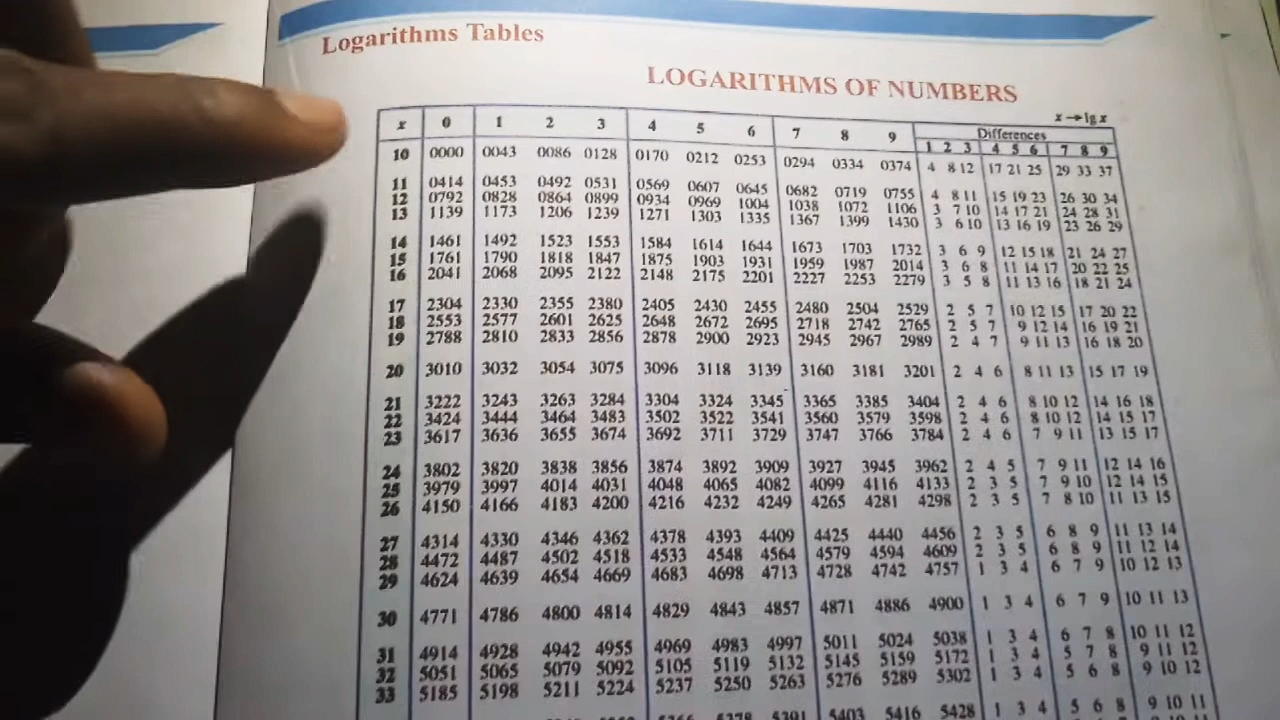 Logarithms Tables
LOGARITHMS OF NUMBERS
x→lg x
x 0 1 2 3 4 5 6 7 8 9 Differences
1 2 3 4 5 6 7 8 9
10 0000 0043 0086 0128 0170 0212 0253 0294 0334 0374 4 8 12 17 21 25 29 33 37
11 0414 0453 0492 0531 0569 0607 0645 0682 0719 0755 4 8 11 15 19 23 26 30 34
12 0792 0828 0864 0899 0934 0969 1004 1038 1072 1106 3 7 10 14 17 21 24 28 31
13 1139 1173 1206 1239 1271 1303 1335 1367 1399 1430 3 6 10 13 16 19 23 26 29
14 1461 1492 1523 1553 1584 1614 1644 1673 1703 1732 3 6 9 12 15 18 21 24 27
15 1761 1790 1818 1847 1875 1903 1931 1959 1987 2014 3 6 8 11 14 17 20 22 25
16 2041 2068 2095 2122 2148 2175 2201 2227 2253 2279 3 5 8 11 13 16 18 21 24
17 2304 2330 2355 2380 2405 2430 2455 2480 2504 2529 2 5 7 10 12 15 17 20 22
18 2553 2577 2601 2625 2648 2672 2695 2718 2742 2765 2 5 7 9 12 14 16 19 21
19 2788 2810 2833 2856 2878 2900 2923 2945 2967 2989 2 4 7 9 11 13 16 18 20
20 3010 3032 3054 3075 3096 3118 3139 3160 3181 3201 2 4 6 8 11 13 15 17 19
21 3222 3243 3263 3284 3304 3324 3345 3365 3385 3404 2 4 6 8 10 12 14 16 18
22 3424 3444 3464 3483 3502 3522 3541 3560 3579 3598 2 4 6 8 10 12 14 15 17
23 3617 3636 3655 3674 3692 3711 3729 3747 3766 3784 2 4 6 7 9 11 13 15 17
24 3802 3820 3838 3856 3874 3892 3909 3927 3945 3962 2 4 5 7 9 11 12 14 16
25 3979 3997 4014 4031 4048 4065 4082 4099 4116 4133 2 3 5 7 9 10 12 14 15
26 4150 4166 4183 4200 4216 4232 4249 4265 4281 4298 2 3 5 7 8 10 11 13 15
27 4314 4330 4346 4362 4378 4393 4409 4425 4440 4456 2 3 5 6 8 9 11 13 14
28 4472 4487 4502 4518 4533 4548 4564 4579 4594 4609 2 3 5 6 8 9 11 12 14
29 4624 4639 4654 4669 4683 4698 4713 4728 4742 4757 1 3 4 6 7 9 10 12 13
30 4771 4786 4800 4814 4829 4843 4857 4871 4886 4900 1 3 4 6 7 9 10 11 13
31 4914 4928 4942 4955 4969 4983 4997 5011 5024 5038 1 3 4 6 7 8 10 11 12
32 5051 5065 5079 5092 5105 5119 5132 5145 5159 5172 1 3 4 5 7 8 9 11 12
33 5185 5198 5211 5224 5237 5250 5263 5276 5289 5302 1 3 4 5 6 8 9 10 12
5378 5391 5403 5416 5428 1 3 4 5 6 8 9 10 11